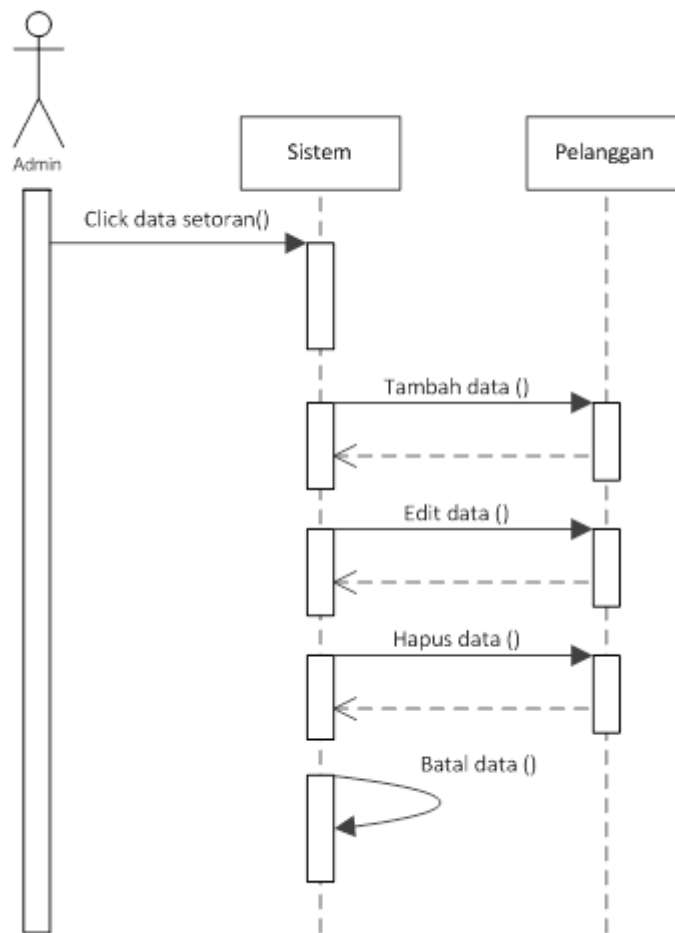 Admin
Sistem
Pelanggan
Click data setoran()
Tambah data ()
Edit data ()
Hapus data ()
Batal data ()